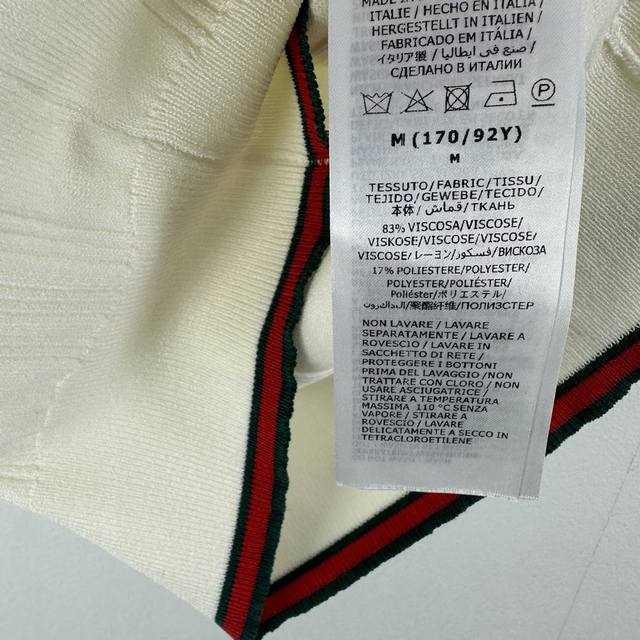 MADE IN
ITALIE / HECHO EN ITALIA /
HERGESTELLT IN ITALIEN /
FABRICADO EM ITÁLIA /
イタリア製 / صنع في ايطاليا /
СДЕЛАНО В ИТАЛИИ
M (170/92Y)
M
TESSUTO/FABRIC/TISSU/
TEJIDO/GEWEBE/TECIDO/
本体/ قماش /ТКАНЬ
83% VISCOSA/VISCOSE/
VISKOSE/VISCOSE/VISCOSE/
VISCOSE/レーヨン/فسكوز/ВИСКОЗА
17% POLIESTERE/POLYESTER/
POLYESTER/POLIÉSTER/
Poliéster/ポリエステル/
/聚酯纤维/ПОЛИЭСТЕР
NON LAVARE / LAVARE
SEPARATAMENTE / LAVARE A
ROVESCIO / LAVARE IN
SACCHETTO DI RETE /
PROTEGGERE I BOTTONI
PRIMA DEL LAVAGGIO / NON
TRATTARE CON CLORO / NON
USARE ASCIUGATRICE /
STIRARE A TEMPERATURA
MASSIMA 110 °C SENZA
VAPORE / STIRARE A
ROVESCIO / LAVARE
DELICATAMENTE A SECCO IN
TETRACLOROETILENE